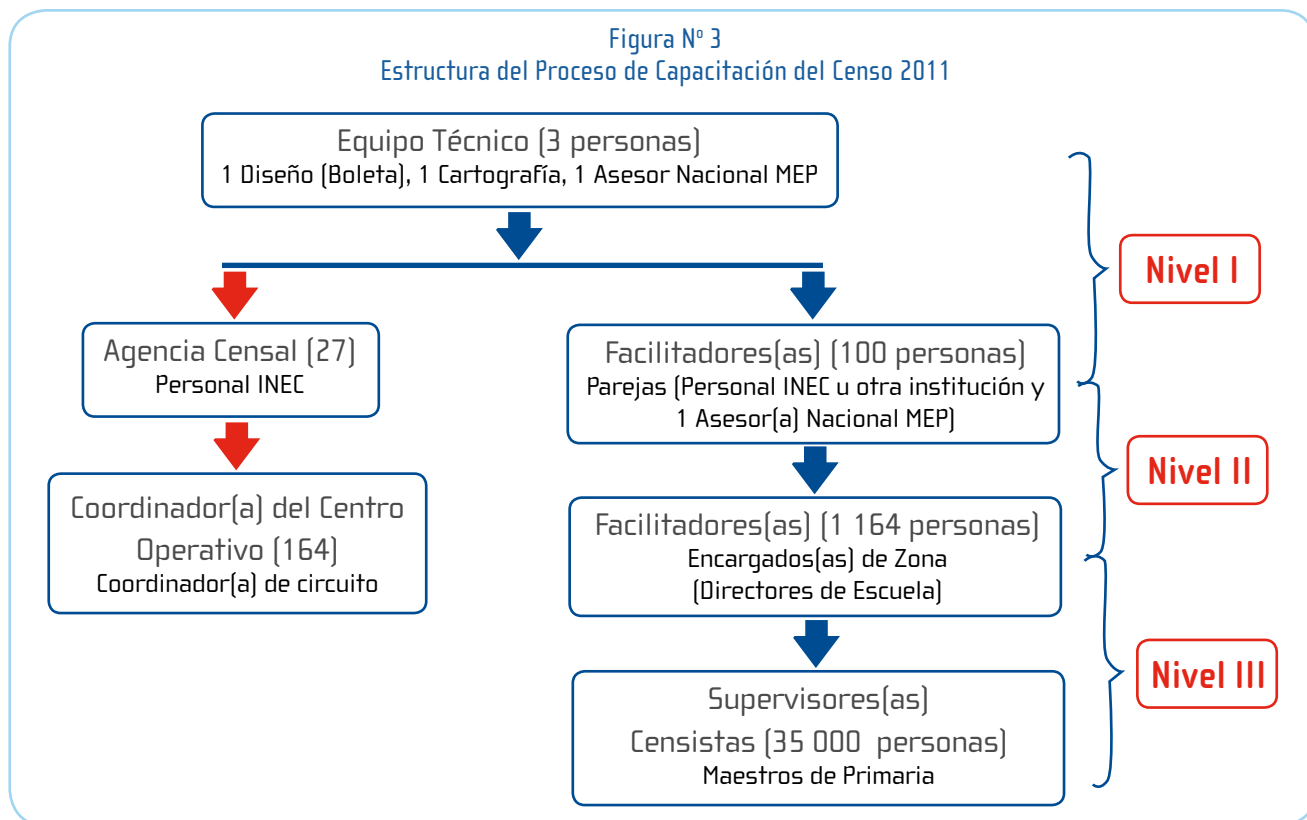 Figura Nº 3
Estructura del Proceso de Capacitación del Censo 2011
Equipo Técnico (3 personas)
1 Diseño (Boleta), 1 Cartografía, 1 Asesor Nacional MEP
Nivel I
Agencia Censal (27)
Personal INEC
Facilitadores(as) (100 personas)
Parejas (Personal INEC u otra institución y
1 Asesor(a) Nacional MEP)
Nivel II
Coordinador(a) del Centro
Operativo (164)
Coordinador(a) de circuito
Facilitadores(as) (1 164 personas)
Encargados(as) de Zona
(Directores de Escuela)
Nivel III
Supervisores(as)
Censistas (35 000 personas)
Maestros de Primaria